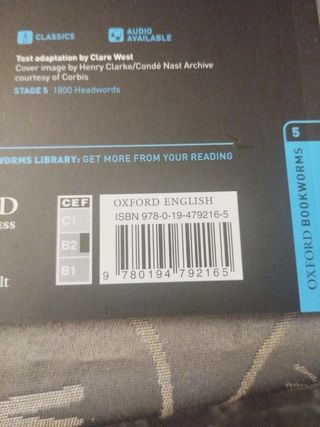 CLASSICS
AUDIO
AVAILABLE
Text adaptation by Clare West
Cover image by Henry Clarke/Condé Nast Archive
courtesy of Corbis
STAGE 5 1800 Headwords
WORMS LIBRARY: GET MORE FROM YOUR READING
5
OXFORD BOOKWORMS
D
ESS
lt
CEF
C1
B2
B1
OXFORD ENGLISH
ISBN 978-0-19-479216-5
9 780194 792165